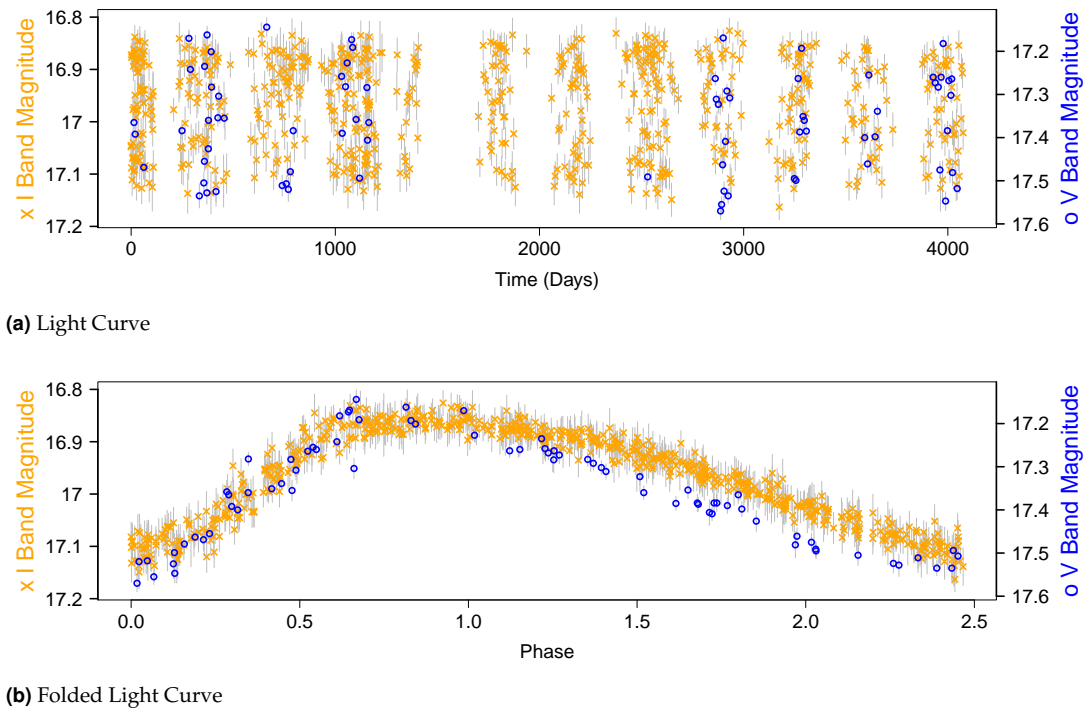 16.8
16.9
17
17.1
17.2
x I Band Magnitude
17.2
17.3
17.4
17.5
17.6
o V Band Magnitude
0 1000 2000 3000 4000
Time (Days)
(a) Light Curve
16.8
16.9
17
17.1
17.2
x I Band Magnitude
17.2
17.3
17.4
17.5
17.6
o V Band Magnitude
0.0 0.5 1.0 1.5 2.0 2.5
Phase
(b) Folded Light Curve